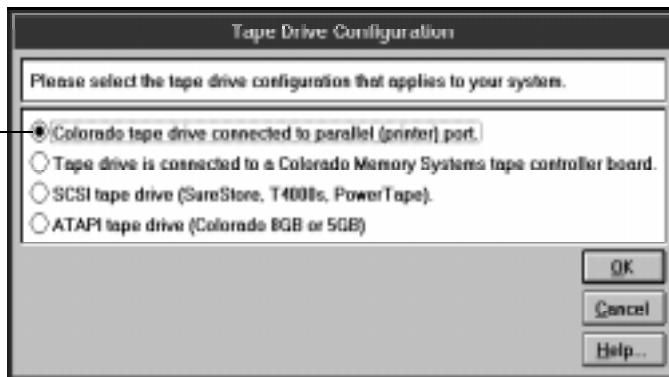 Tape Drive Configuration
Please select the tape drive configuration that applies to your system.
Colorado tape drive connected to parallel (printer) port.
Tape drive is connected to a Colorado Memory Systems tape controller board.
SCSI tape drive (SureStore, T4000s, PowerTape).
ATAPI tape drive (Colorado 8GB or 5GB)
OK
Cancel
Help...